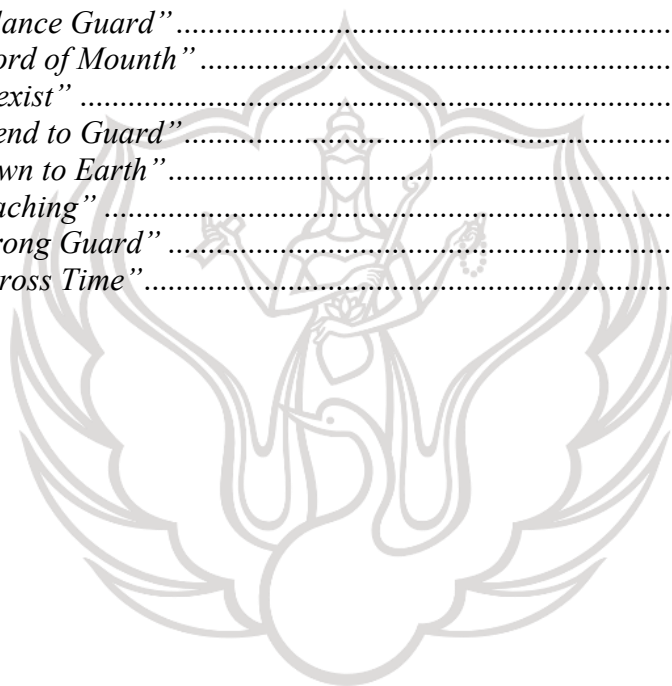 lance Guard”..............................................................
ord of Mounth”...........................................................
exist” ..........................................................................
end to Guard”.............................................................
wn to Earth”...............................................................
aching” .......................................................................
rong Guard” ...............................................................
ross Time”..................................................................